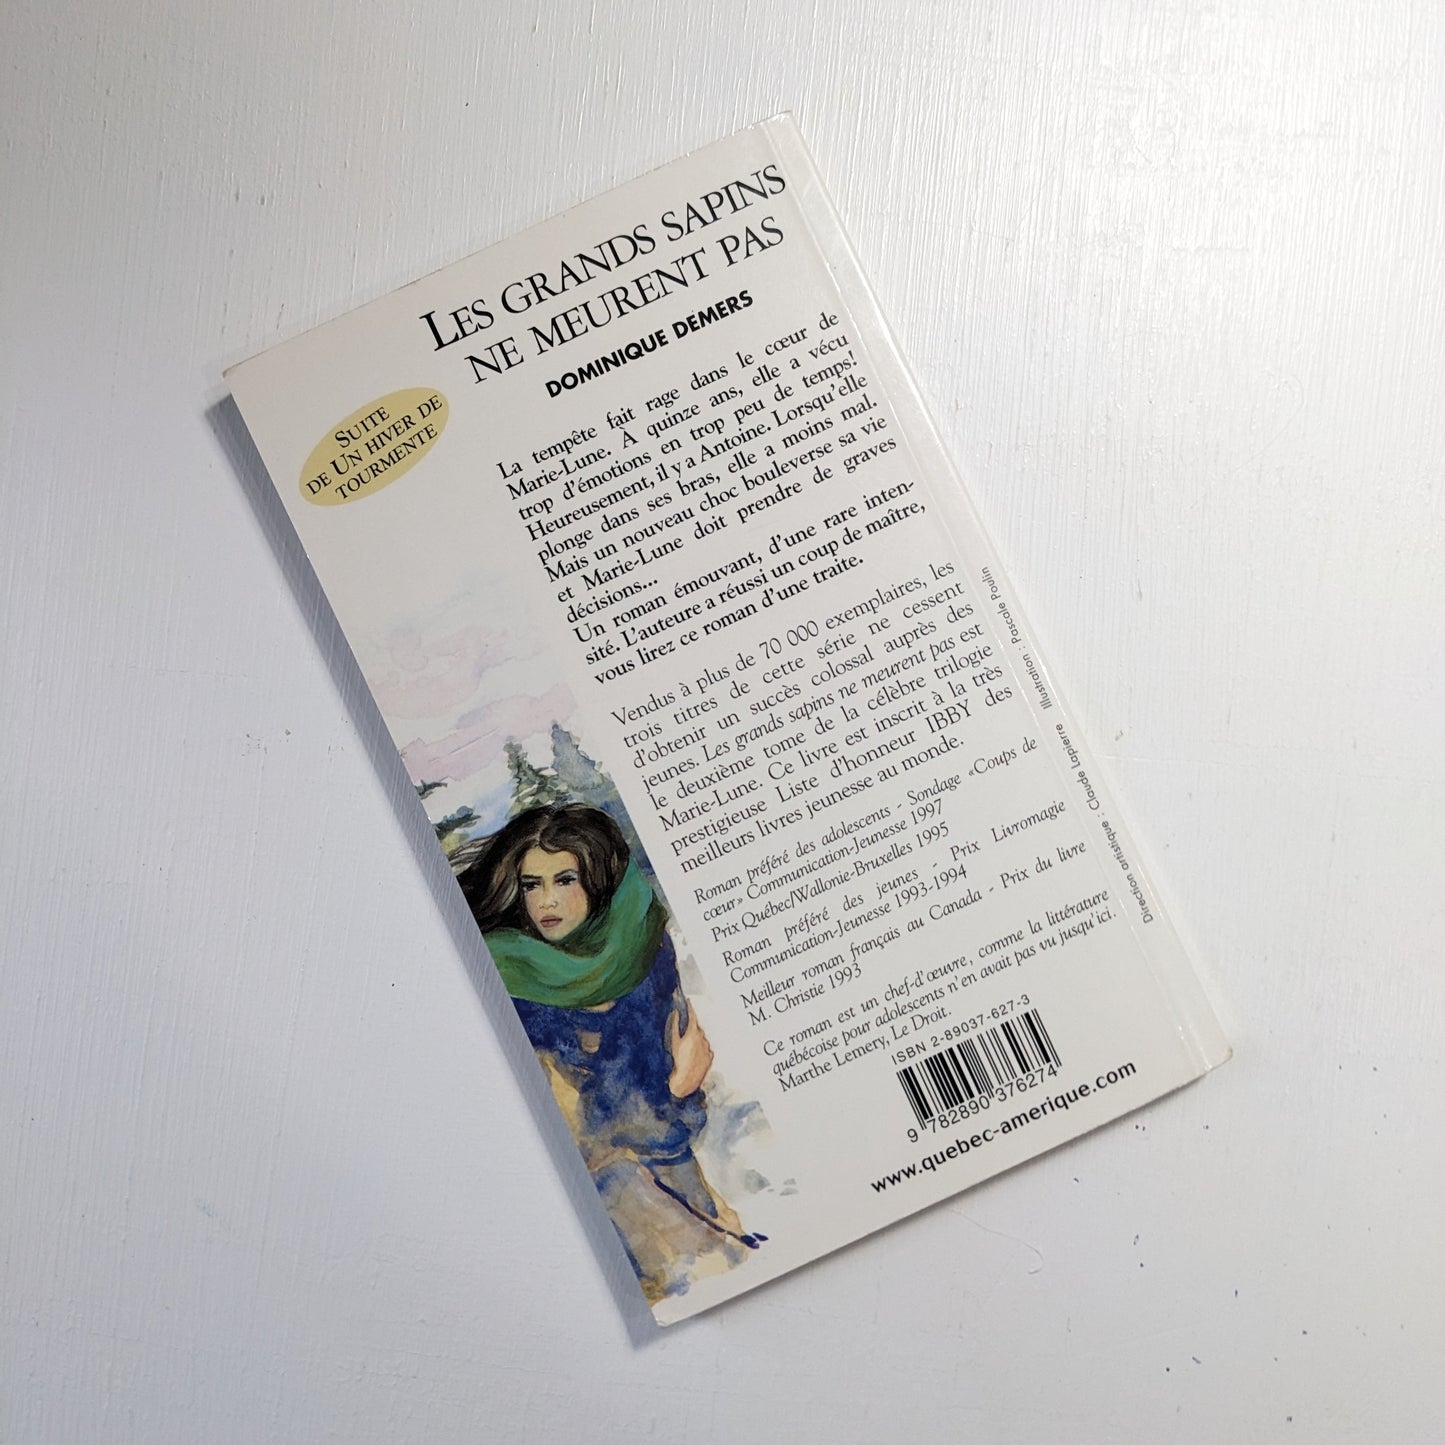 LES GRANDS SAPINS
NE MEURENT PAS
DOMINIQUE DEMERS
SUITE
DE UN HIVER DE
TOURMENTE
La tempête fait rage dans le cœur de
Marie-Lune. À quinze ans, elle a vécu
trop d'émotions en trop peu de temps!
Heureusement, il y a Antoine. Lorsqu'elle
plonge dans ses bras, elle a moins mal.
Mais un nouveau choc bouleverse sa vie
et Marie-Lune doit prendre de graves
décisions...
Un roman émouvant, d'une rare inten-
sité. L'auteure a réussi un coup de maître,
vous lirez ce roman d'une traite.
Vendus à plus de 70 000 exemplaires, les
trois titres de cette série ne cessent
d'obtenir un succès colossal auprès des
jeunes. Les grands sapins ne meurent pas est
le deuxième tome de la célèbre trilogie
Marie-Lune. Ce livre est inscrit à la très
prestigieuse Liste d'honneur IBBY des
meilleurs livres jeunesse au monde.
Roman préféré des adolescents - Sondage «Coups de
cœur» Communication-Jeunesse 1997
Prix Québec/Wallonie-Bruxelles 1995
Roman préféré des jeunes - Prix Livromagie
Communication-Jeunesse 1993-1994
Meilleur roman français au Canada - Prix du livre
M. Christie 1993
Ce roman est un chef-d'œuvre, comme la littérature
québécoise pour adolescents n'en avait pas vu jusqu'ici.
Marthe Lemery, Le Droit.
ISBN 2-89037-627-3
9 782890 376274
www.quebec-amerique.com
Direction artistique : Claude Lapierre Illustration : Pascale Poulin